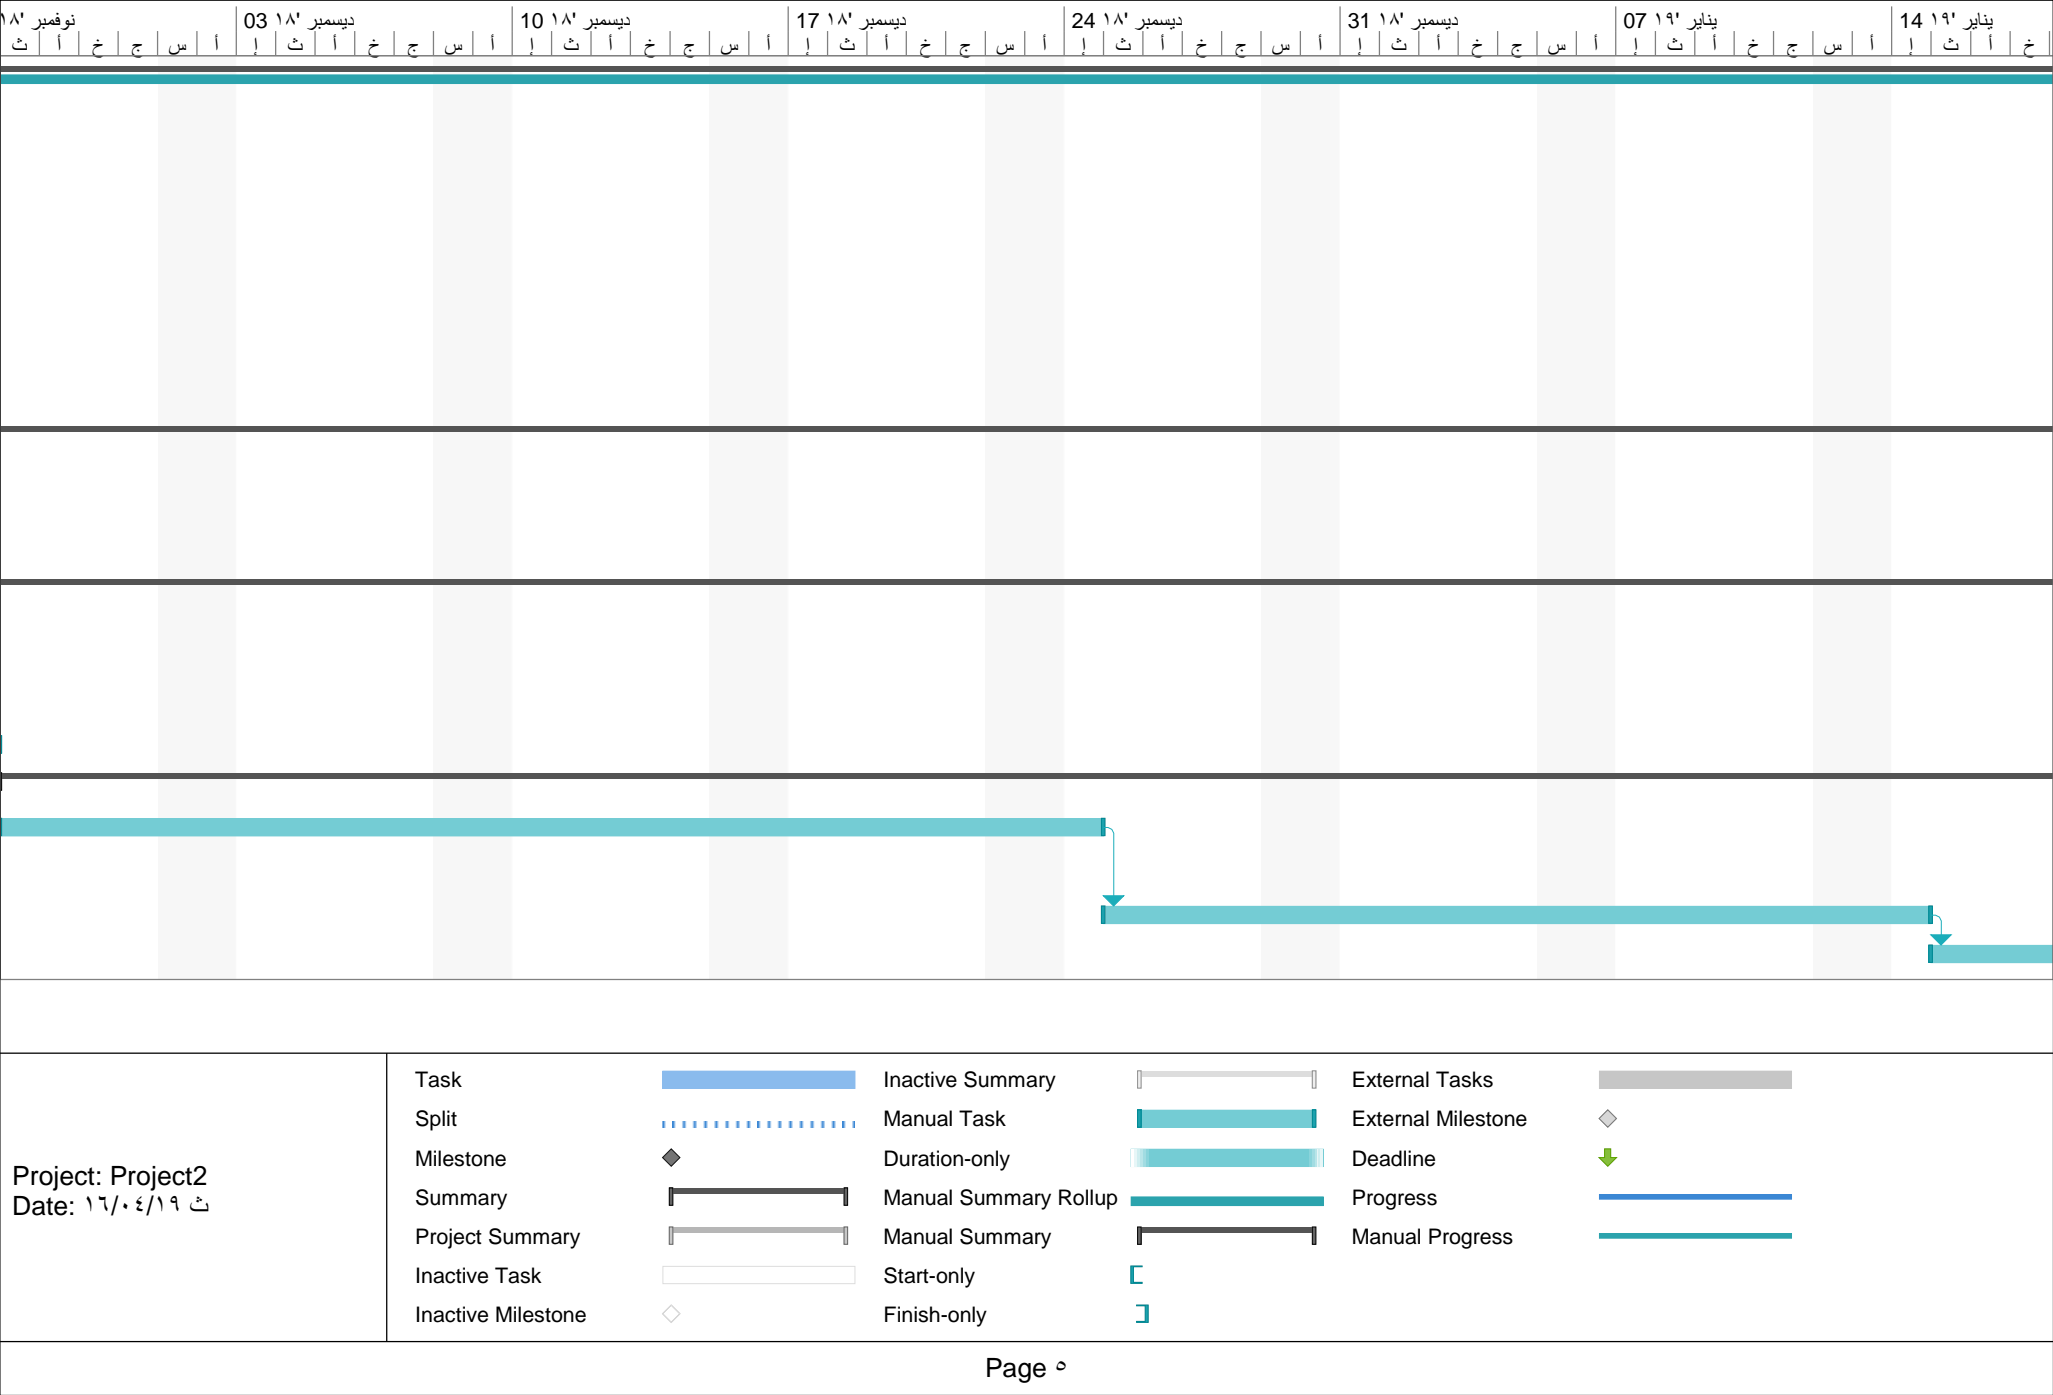 نوفمبر '١٨ 03 ديسمبر '١٨ 10 ديسمبر '١٨ 17 ديسمبر '١٨ 24 ديسمبر '١٨ 31 ديسمبر '١٨ 07 يناير '١٩ 14 يناير '١٩
ث أ خ ج س أ إ ث أ خ ج س أ إ ث أ خ ج س أ إ ث أ خ ج س أ إ ث أ خ ج س أ إ ث أ خ ج س أ إ ث أ خ ج س أ إ ث أ خ
Project: Project2
Date: ث ١٦/٠٤/١٩
Task
Split
Milestone
Summary
Project Summary
Inactive Task
Inactive Milestone
Inactive Summary
Manual Task
Duration-only
Manual Summary Rollup
Manual Summary
Start-only
Finish-only
External Tasks
External Milestone
Deadline
Progress
Manual Progress
Page ٥